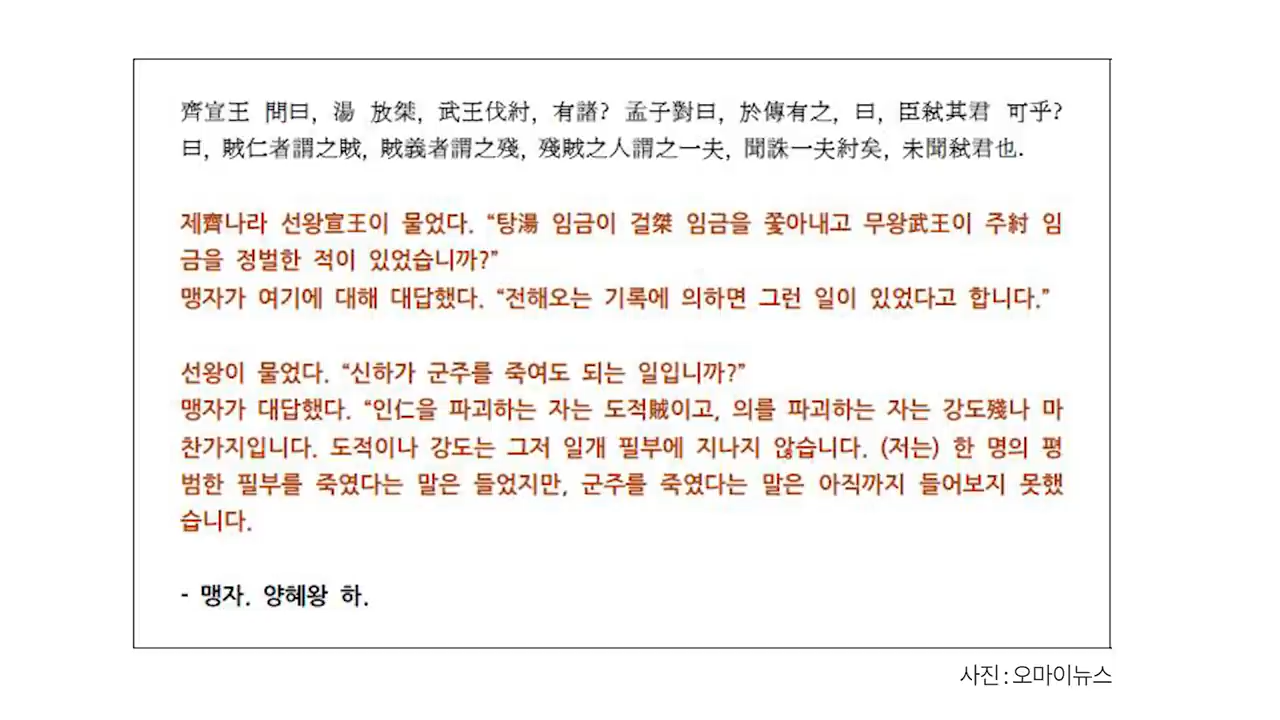 齊宣王 問曰, 湯 放桀, 武王伐紂, 有諸? 孟子對曰, 於傳有之, 曰, 臣弑其君 可乎?
曰, 賊仁者謂之賊, 賊義者謂之殘, 殘賊之人謂之一夫, 聞誅一夫紂矣, 未聞弑君也.
제齊나라 선왕宣王이 물었다. “탕湯 임금이 걸桀 임금을 쫓아내고 무왕武王이 주紂 임
금을 정벌한 적이 있었습니까?”
맹자가 여기에 대해 대답했다. “전해오는 기록에 의하면 그런 일이 있었다고 합니다.”
선왕이 물었다. “신하가 군주를 죽여도 되는 일입니까?”
맹자가 대답했다. “인仁을 파괴하는 자는 도적賊이고, 의를 파괴하는 자는 강도殘나 마
찬가지입니다. 도적이나 강도는 그저 일개 필부에 지나지 않습니다. (저는) 한 명의 평
범한 필부를 죽였다는 말은 들었지만, 군주를 죽였다는 말은 아직까지 들어보지 못했
습니다.
- 맹자. 양혜왕 하.
사진 : 오마이뉴스